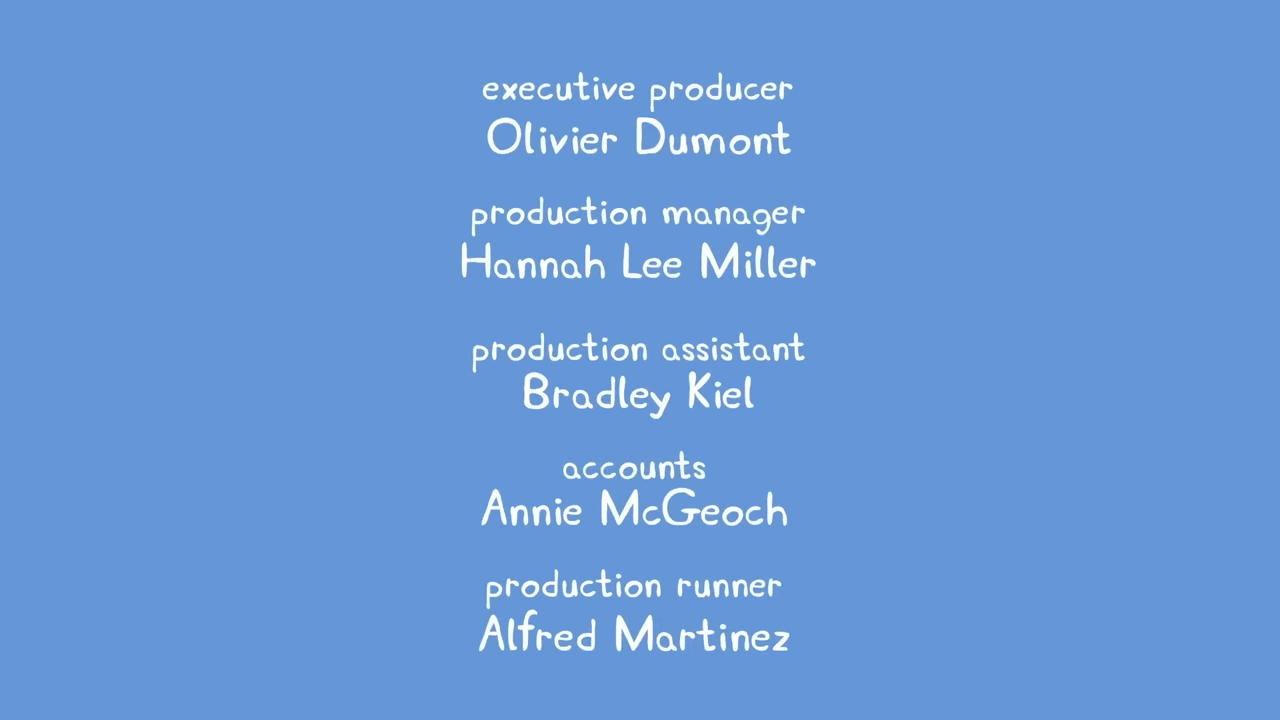 executive producer
Olivier Dumont
production manager
Hannah Lee Miller
production assistant
Bradley Kiel
accounts
Annie McGeoch
production runner
Alfred Martinez